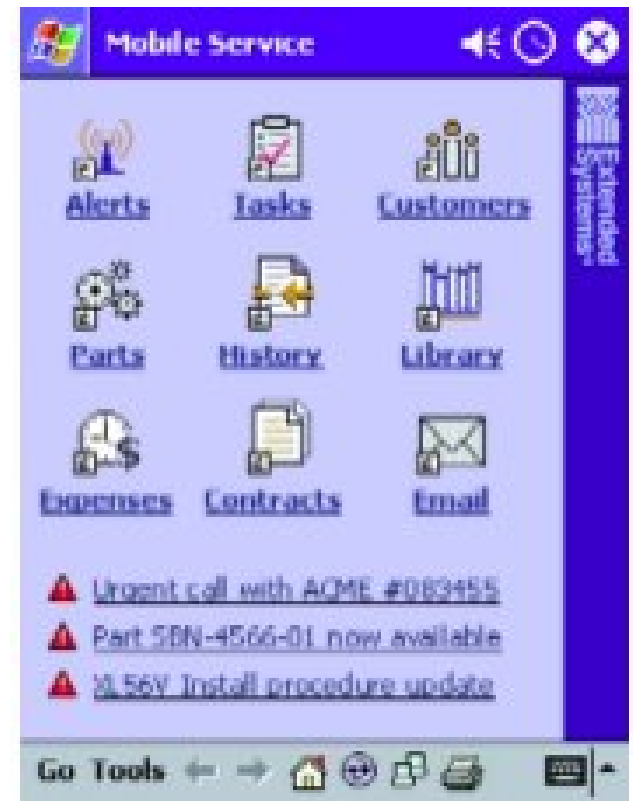 Mobile Service
Extended
Systems
Alerts Tasks Customers
Parts History Library
Expenses Contracts Email
Urgent call with ACME #083455
Part SBN-4566-01 now available
XL56V Install procedure update
Go Tools